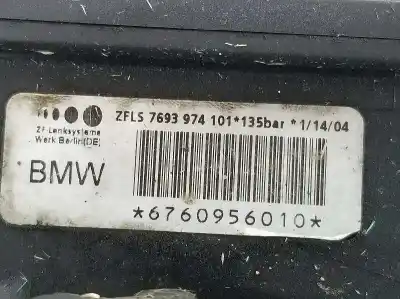 ZFLS 7693 974 101*135bar *1/14/04
ZF Lenksysteme
Werk Berlin(DE)
BMW
*6760956010*